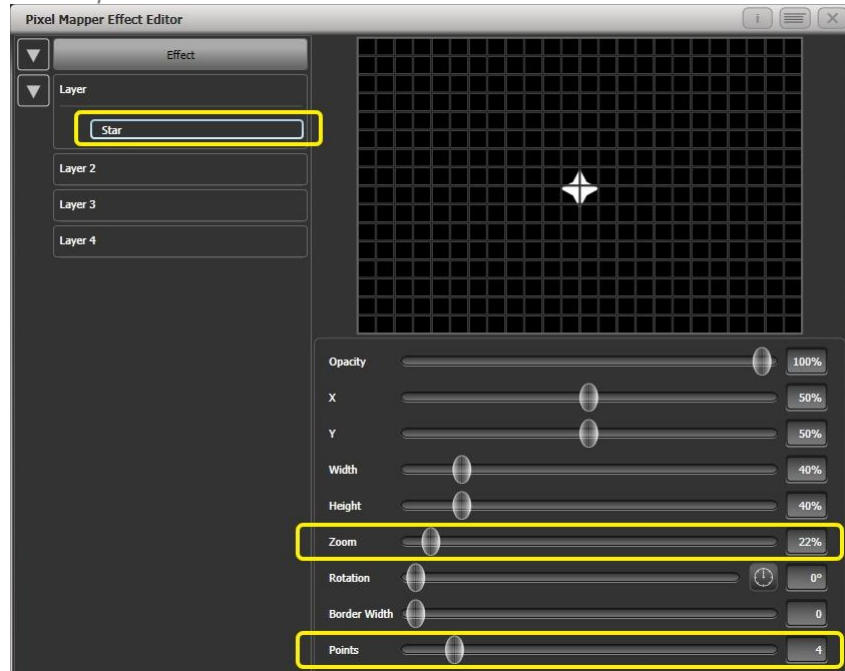 Pixel Mapper Effect Editor
i
Effect
Layer
Star
Layer 2
Layer 3
Layer 4
Opacity 100%
X 50%
Y 50%
Width 40%
Height 40%
Zoom 22%
Rotation 0°
Border Width 0
Points 4